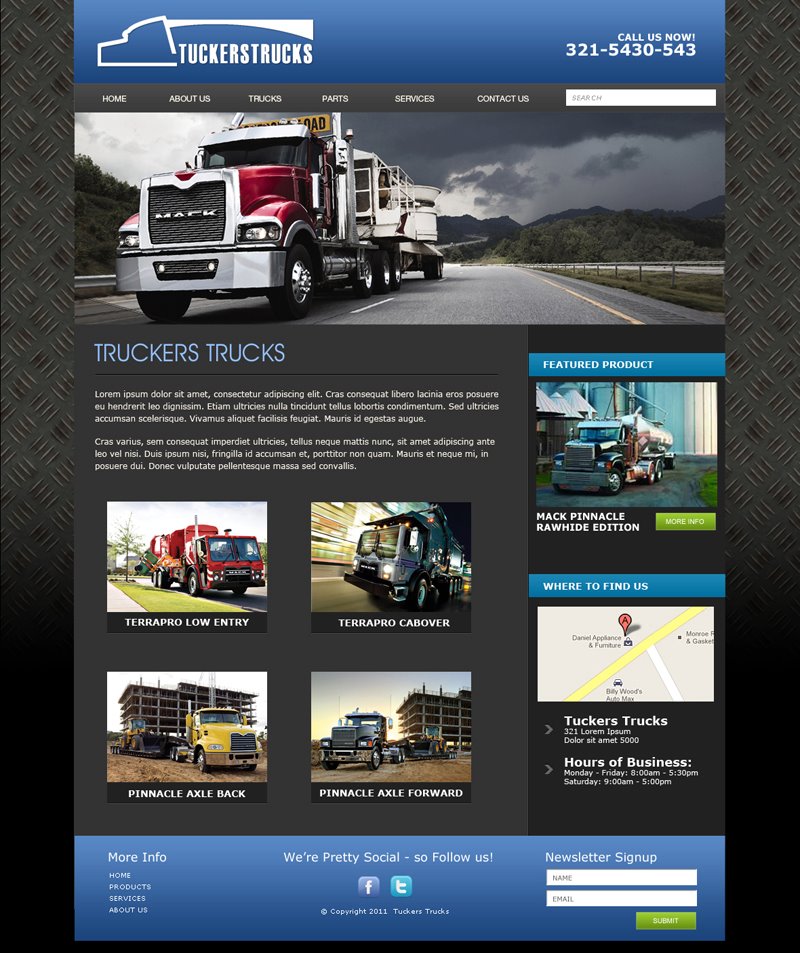 TUCKERSTRUCKS
CALL US NOW!
321-5430-543
HOME ABOUT US TRUCKS PARTS SERVICES CONTACT US SEARCH
LOAD
MACK
TRUCKERS TRUCKS
Lorem ipsum dolor sit amet, consectetur adipiscing elit. Cras consequat libero lacinia eros posuere
eu hendrerit leo dignissim. Etiam ultricies nulla tincidunt tellus lobortis condimentum. Sed ultricies
accumsan scelerisque. Vivamus aliquet facilisis feugiat. Mauris id egestas augue.
Cras varius, sem consequat imperdiet ultricies, tellus neque mattis nunc, sit amet adipiscing ante
leo vel nisi. Duis ipsum nisi, fringilla id accumsan et, porttitor non quam. Mauris et neque mi, in
posuere dui. Donec vulputate pellentesque massa sed convallis.
MACK
TERRAPRO LOW ENTRY
TERRAPRO CABOVER
PINNACLE AXLE BACK
PINNACLE AXLE FORWARD
FEATURED PRODUCT
MACK PINNACLE
RAWHIDE EDITION
MORE INFO
WHERE TO FIND US
A
Daniel Appliance
& Furniture
Monroe R
& Gasket
Billy Wood's
Auto Max
Tuckers Trucks
321 Lorem Ipsum
Dolor sit amet 5000
Hours of Business:
Monday - Friday: 8:00am - 5:30pm
Saturday: 9:00am - 5:00pm
More Info
HOME
PRODUCTS
SERVICES
ABOUT US
We're Pretty Social - so Follow us!
f t
© Copyright 2011 Tuckers Trucks
Newsletter Signup
NAME
EMAIL
SUBMIT